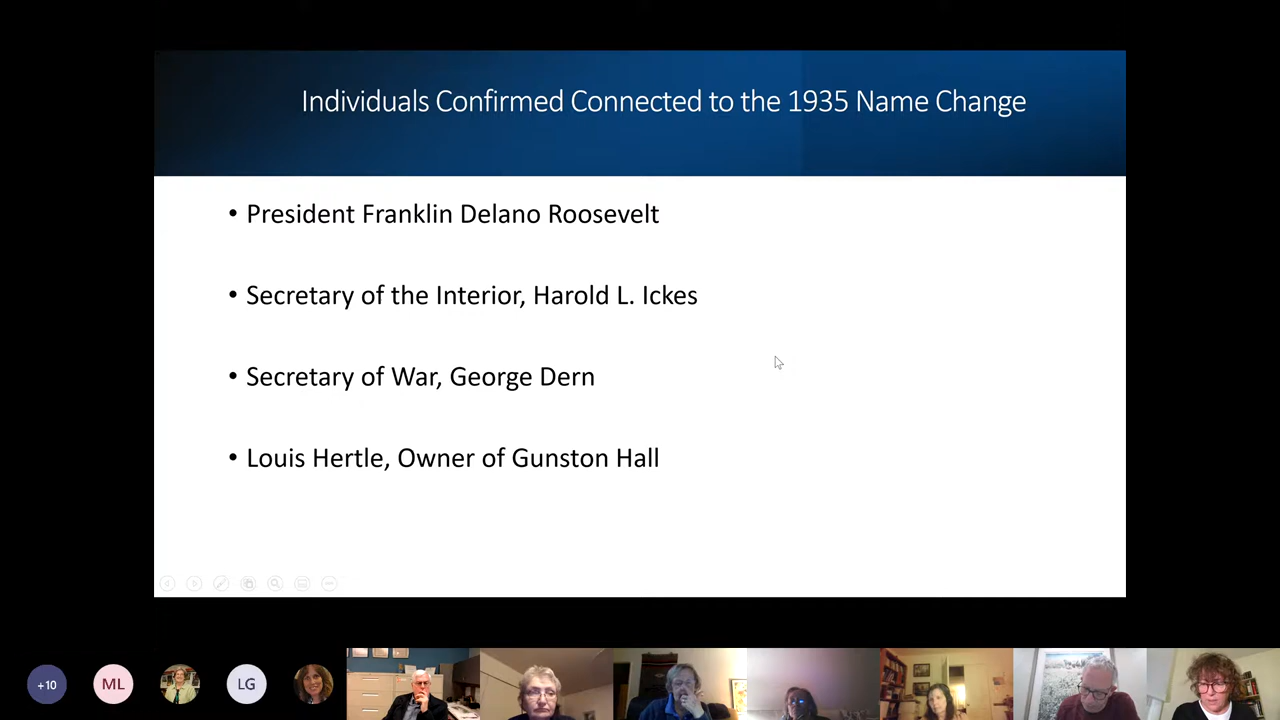 Individuals Confirmed Connected to the 1935 Name Change
• President Franklin Delano Roosevelt
• Secretary of the Interior, Harold L. Ickes
• Secretary of War, George Dern
• Louis Hertle, Owner of Gunston Hall
+10 ML LG